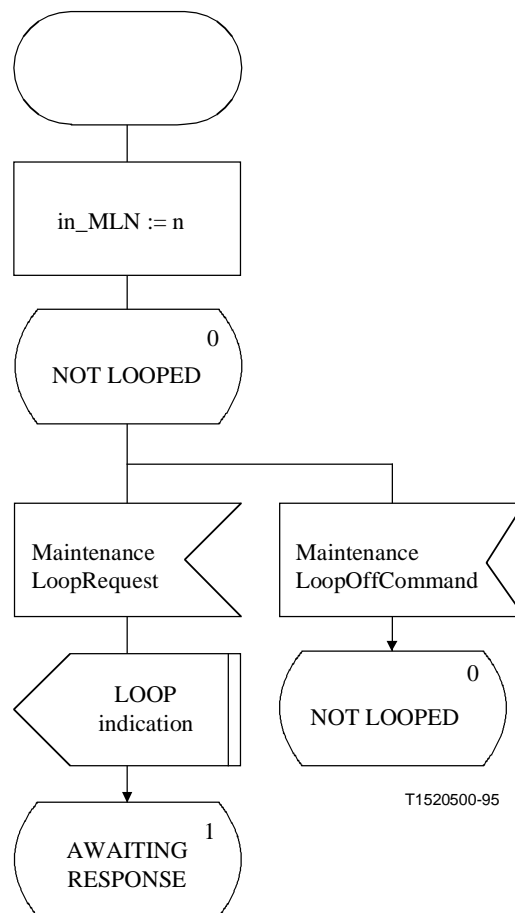 in_MLN := n
0
NOT LOOPED
Maintenance
LoopRequest
Maintenance
LoopOffCommand
LOOP
indication
0
NOT LOOPED
T1520500-95
1
AWAITING
RESPONSE